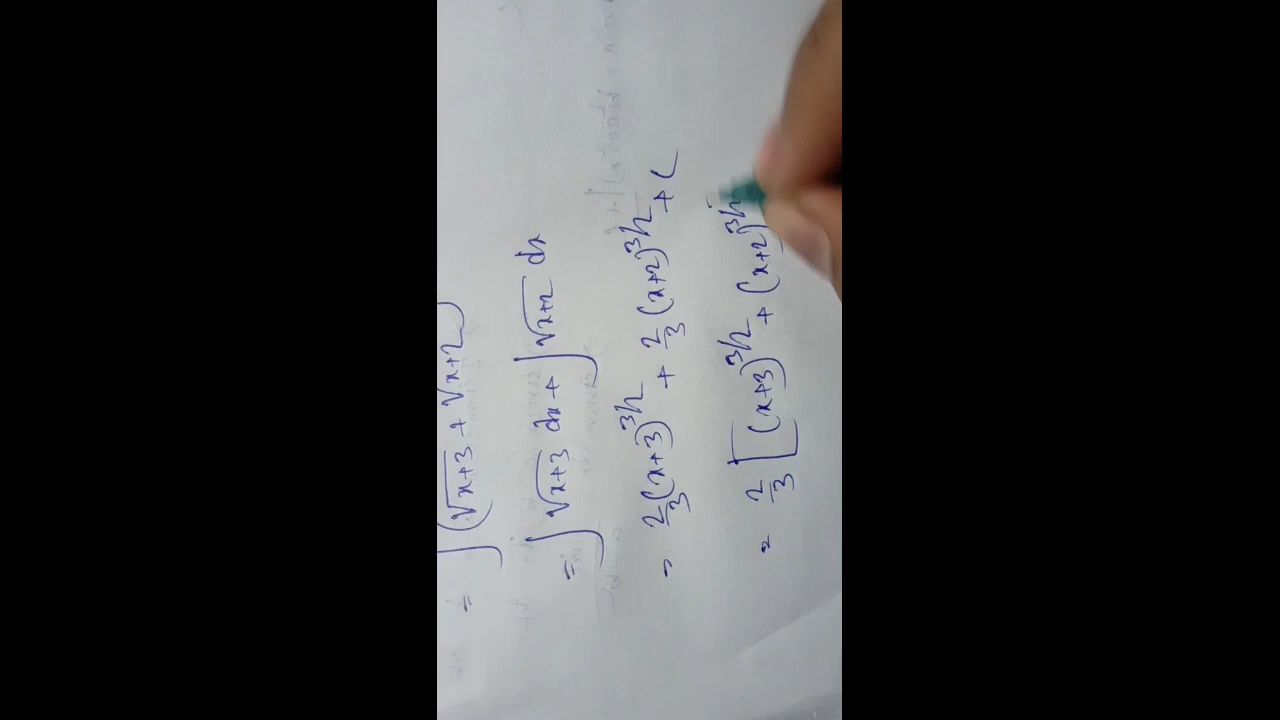 = ∫(√x+3 + √x+2)
= ∫ √x+3 dx + ∫ √x+2 dx
= 2/3 (x+3)^3/2 + 2/3 (x+2)^3/2 + C
= 2/3 [(x+3)^3/2 + (x+2)^3/2